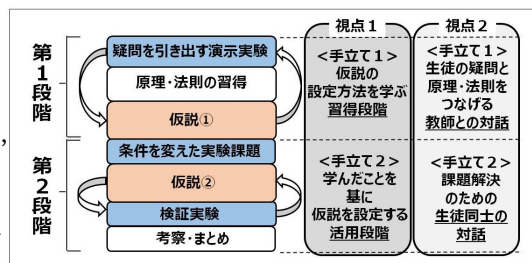 第1段階
疑問を引き出す演示実験
原理・法則の習得
仮説①
第2段階
条件を変えた実験課題
仮説②
検証実験
考察・まとめ
視点1
<手立て1>
仮説の
設定方法を学ぶ
習得段階
<手立て2>
学んだことを
基に
仮説を設定する
活用段階
視点2
<手立て1>
生徒の疑問と
原理・法則を
つなげる
教師との対話
<手立て2>
課題解決
のための
生徒同士の
対話